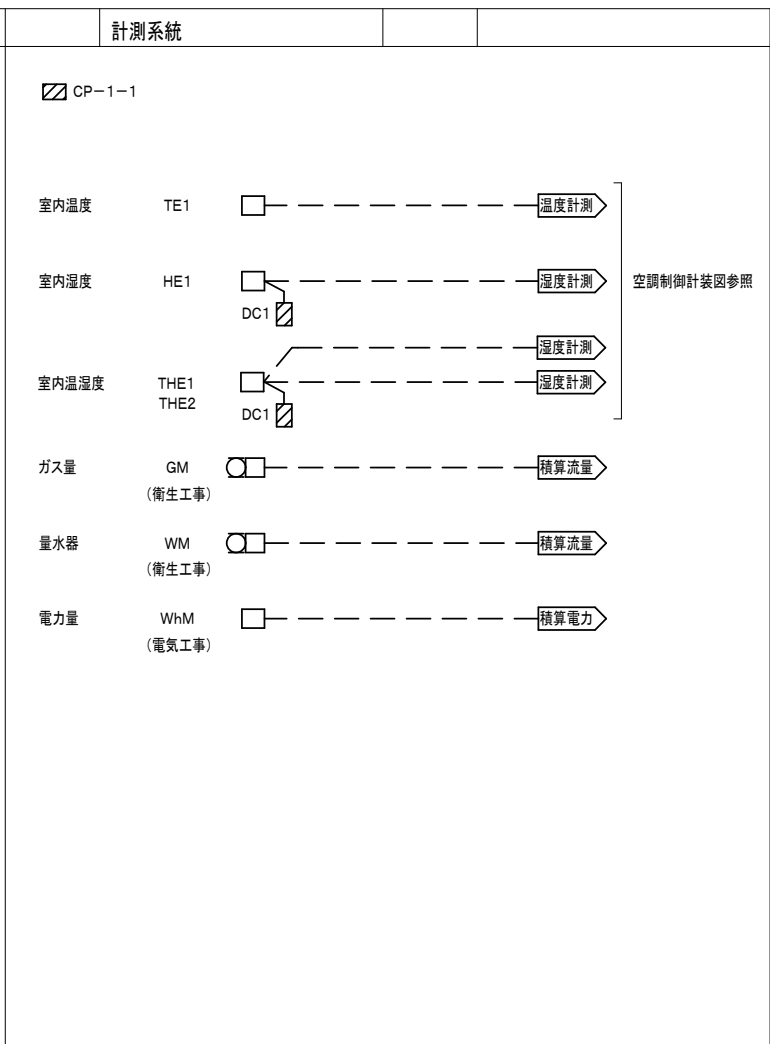 計測系統
CP－1－1
室内温度 TE1 温度計測
室内湿度 HE1 湿度計測 空調制御計装図参照
DC1
湿度計測
室内温湿度 THE1 湿度計測
THE2
DC1
ガス量 GM 積算流量
（衛生工事）
量水器 WM 積算流量
（衛生工事）
電力量 WhM 積算電力
（電気工事）